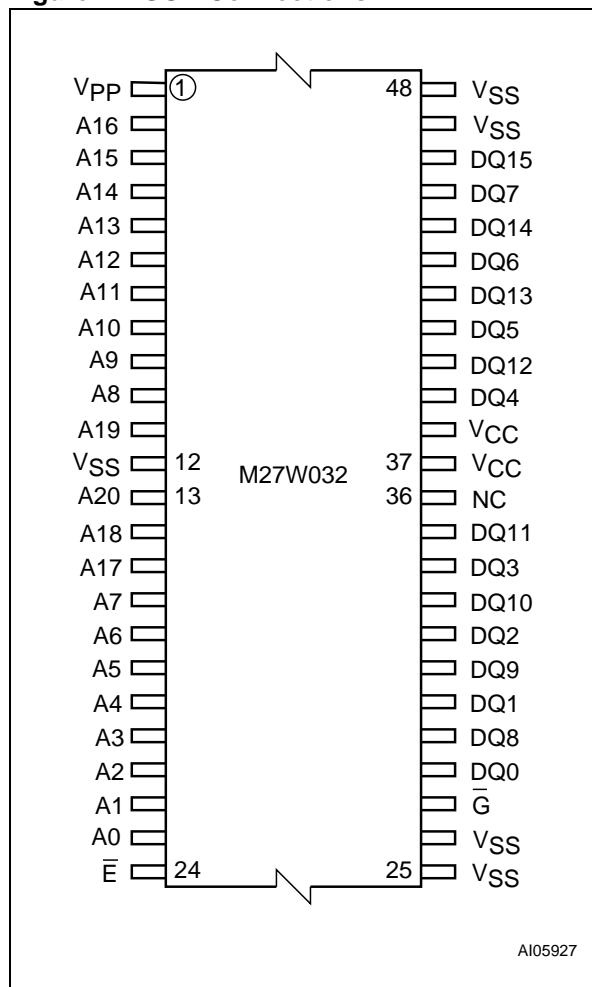 VPP 1 48 VSS
A16 VSS
A15 DQ15
A14 DQ7
A13 DQ14
A12 DQ6
A11 DQ13
A10 DQ5
A9 DQ12
A8 DQ4
A19 VCC
VSS 12 M27W032 37 VCC
A20 13 36 NC
A18 DQ11
A17 DQ3
A7 DQ10
A6 DQ2
A5 DQ9
A4 DQ1
A3 DQ8
A2 DQ0
A1 G̅
A0 VSS
E̅ 24 25 VSS
AI05927